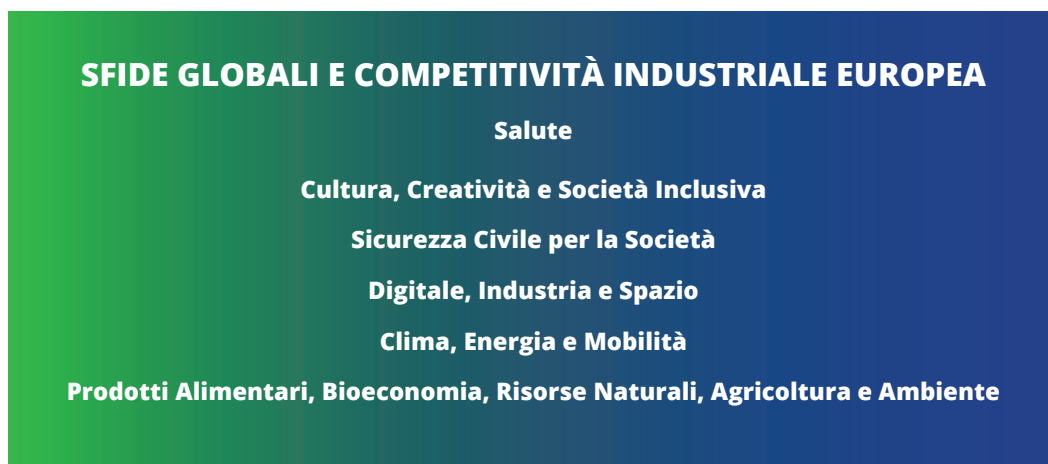 SFIDE GLOBALI E COMPETITIVITÀ INDUSTRIALE EUROPEA
Salute
Cultura, Creatività e Società Inclusiva
Sicurezza Civile per la Società
Digitale, Industria e Spazio
Clima, Energia e Mobilità
Prodotti Alimentari, Bioeconomia, Risorse Naturali, Agricoltura e Ambiente